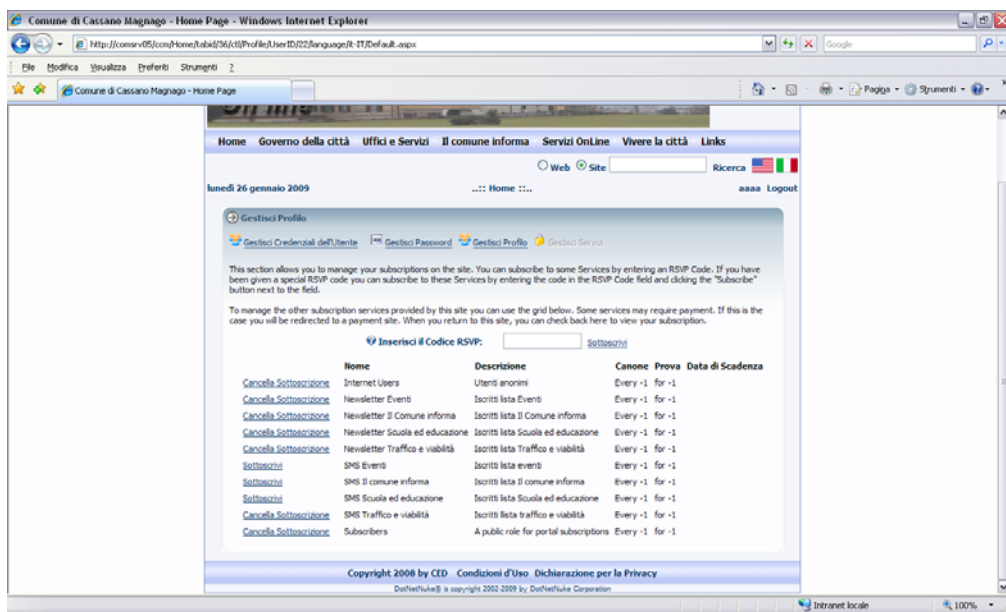 Comune di Cassano Magnago - Home Page - Windows Internet Explorer
http://comsrv05/ccm/Home/tabid/36/ctl/Profile/UserID/22/language/it-IT/Default.aspx
Google
File Modifica Visualizza Preferiti Strumenti ?
Comune di Cassano Magnago - Home Page
Pagina
Strumenti
Home Governo della città Uffici e Servizi Il comune informa Servizi OnLine Vivere la città Links
Web Site Ricerca
lunedì 26 gennaio 2009 ..:: Home ::.. aaaa Logout
Gestisci Profilo
Gestisci Credenziali dell'Utente Gestisci Password Gestisci Profilo Gestisci Servizi
This section allows you to manage your subscriptions on the site. You can subscribe to some Services by entering an RSVP Code. If you have
been given a special RSVP code you can subscribe to these Services by entering the code in the RSVP Code field and clicking the "Subscribe"
button next to the field.
To manage the other subscription services provided by this site you can use the grid below. Some services may require payment. If this is the
case you will be redirected to a payment site. When you return to this site, you can check back here to view your subscription.
Inserisci il Codice RSVP: Sottoscrivi
Nome Descrizione Canone Prova Data di Scadenza
Cancella Sottoscrizione Internet Users Utenti anonimi Every -1 for -1
Cancella Sottoscrizione Newsletter Eventi Iscritti lista Eventi Every -1 for -1
Cancella Sottoscrizione Newsletter Il Comune informa Iscritti lista Il Comune informa Every -1 for -1
Cancella Sottoscrizione Newsletter Scuola ed educazione Iscritti lista Scuola ed educazione Every -1 for -1
Cancella Sottoscrizione Newsletter Traffico e viabilità Iscritti lista Traffico e viabilità Every -1 for -1
Sottoscrivi SMS Eventi Iscritti lista eventi Every -1 for -1
Sottoscrivi SMS Il comune informa Iscritti lista Il comune informa Every -1 for -1
Sottoscrivi SMS Scuola ed educazione Iscritti lista Scuola ed educazione Every -1 for -1
Cancella Sottoscrizione SMS Traffico e viabilità Iscritti llista traffico e viabilità Every -1 for -1
Cancella Sottoscrizione Subscribers A public role for portal subscriptions Every -1 for -1
Copyright 2008 by CED Condizioni d'Uso Dichiarazione per la Privacy
DotNetNuke® is copyright 2002-2009 by DotNetNuke Corporation
Intranet locale 100%